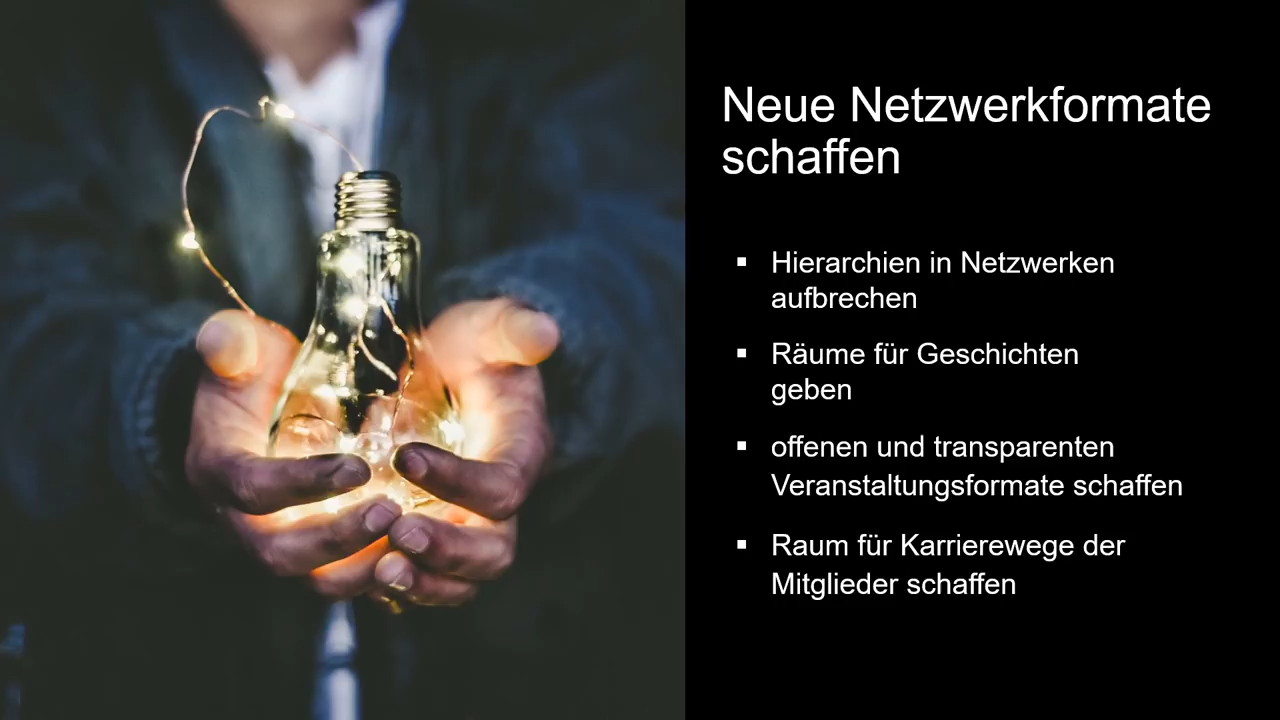 Neue Netzwerkformate
schaffen
▪ Hierarchien in Netzwerken
aufbrechen
▪ Räume für Geschichten
geben
▪ offenen und transparenten
Veranstaltungsformate schaffen
▪ Raum für Karrierewege der
Mitglieder schaffen